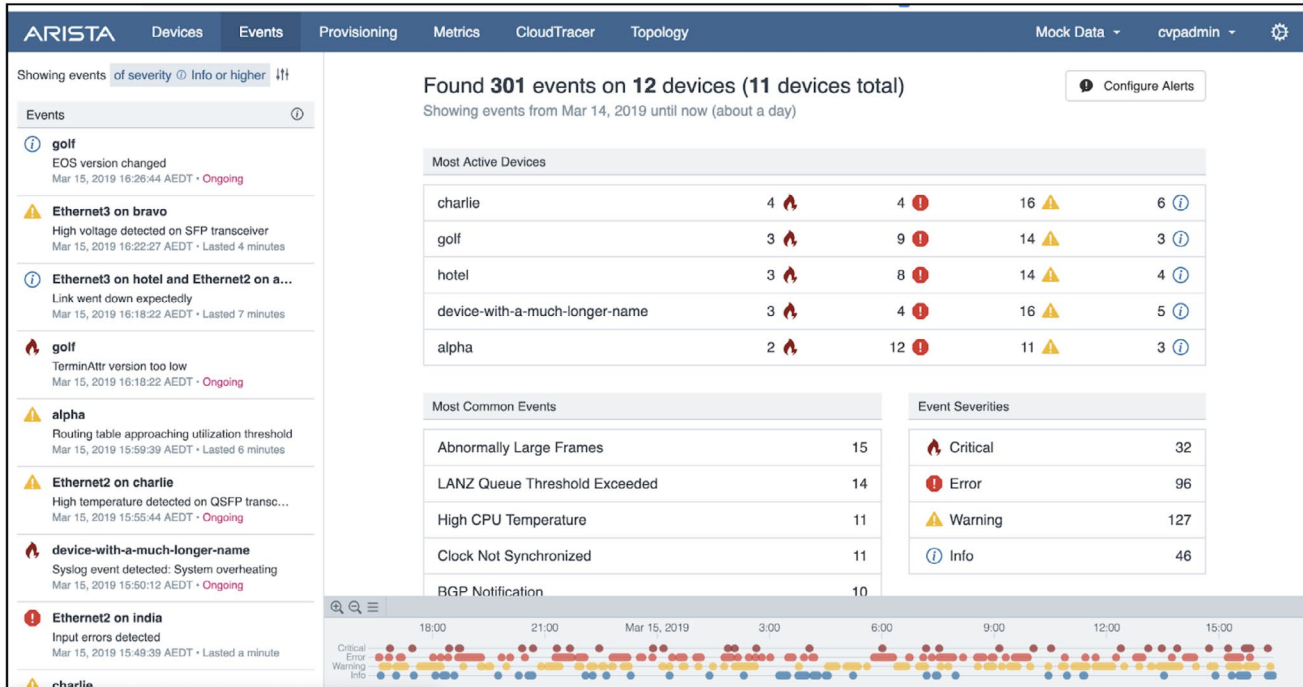 ARISTA Devices Events Provisioning Metrics CloudTracer Topology Mock Data cvpadmin
Showing events of severity Info or higher
Events
golf
EOS version changed
Mar 15, 2019 16:26:44 AEDT • Ongoing
Ethernet3 on bravo
High voltage detected on SFP transceiver
Mar 15, 2019 16:22:27 AEDT • Lasted 4 minutes
Ethernet3 on hotel and Ethernet2 on a...
Link went down expectedly
Mar 15, 2019 16:18:22 AEDT • Lasted 7 minutes
golf
TerminAttr version too low
Mar 15, 2019 16:18:22 AEDT • Ongoing
alpha
Routing table approaching utilization threshold
Mar 15, 2019 15:59:39 AEDT • Lasted 6 minutes
Ethernet2 on charlie
High temperature detected on QSFP transc...
Mar 15, 2019 15:55:44 AEDT • Ongoing
device-with-a-much-longer-name
Syslog event detected: System overheating
Mar 15, 2019 15:50:12 AEDT • Ongoing
Ethernet2 on india
Input errors detected
Mar 15, 2019 15:49:39 AEDT • Lasted a minute
charlie
Found 301 events on 12 devices (11 devices total)
Showing events from Mar 14, 2019 until now (about a day)
Configure Alerts
Most Active Devices
charlie 4 4 16 6
golf 3 9 14 3
hotel 3 8 14 4
device-with-a-much-longer-name 3 4 16 5
alpha 2 12 11 3
Most Common Events
Abnormally Large Frames 15
LANZ Queue Threshold Exceeded 14
High CPU Temperature 11
Clock Not Synchronized 11
BGP Notification 10
Event Severities
Critical 32
Error 96
Warning 127
Info 46
18:00 21:00 Mar 15, 2019 3:00 6:00 9:00 12:00 15:00
Critical
Error
Warning
Info